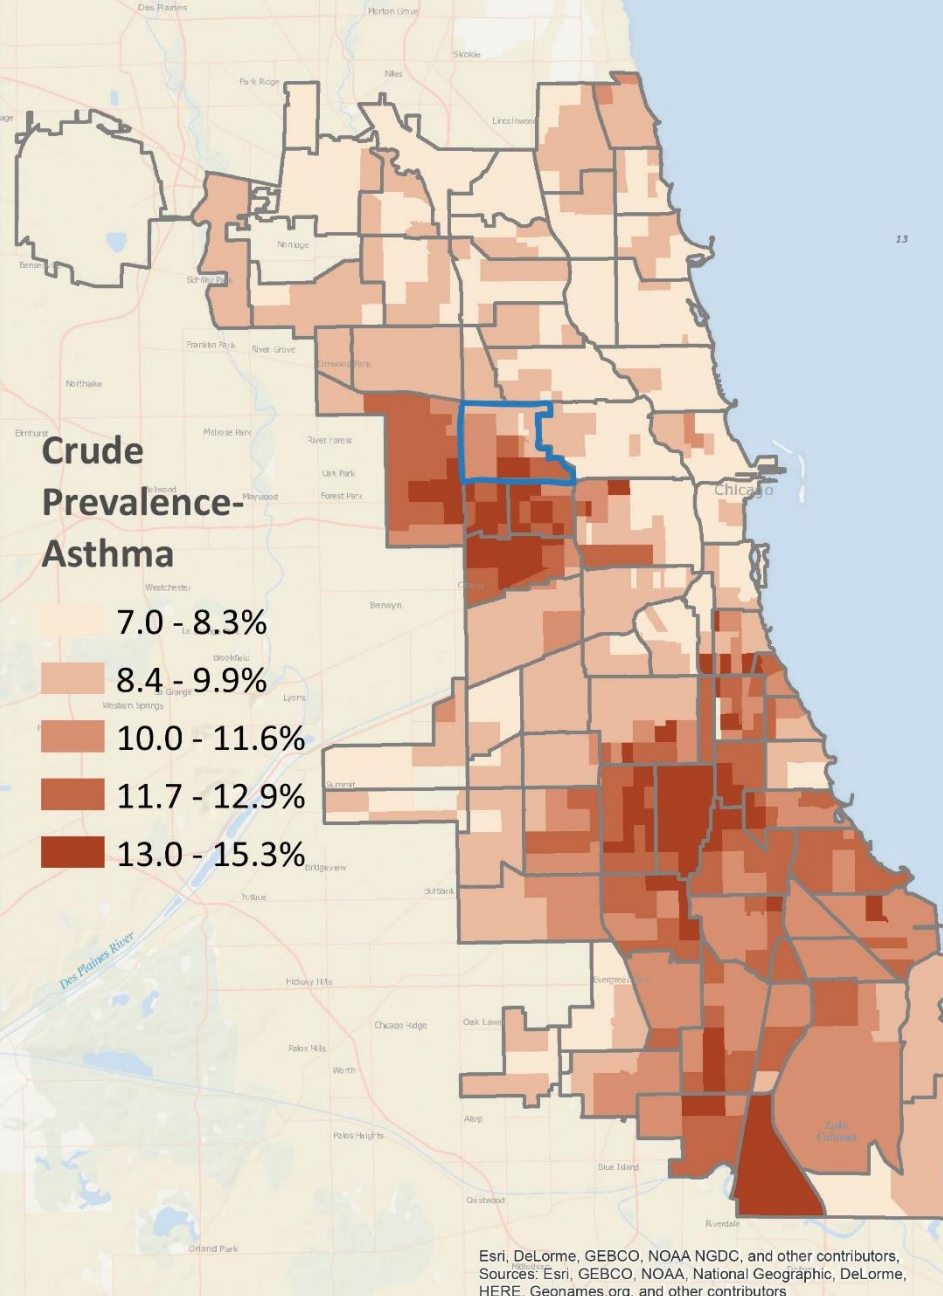 Des Plaines
Morton Grove
Skokie
Niles
Park Ridge
Lincolnwood
13
Norridge
Schiller Park
Franklin Park
River Grove
Elmwood Park
Northlake
Elmhurst
Melrose Park
River Forest
Oak Park
Maywood
Forest Park
Chicago
Crude
Prevalence-
Asthma
Westchester
Cicero
Berwyn
7.0 - 8.3%
Brookfield
8.4 - 9.9%
Lyons
Western Springs
10.0 - 11.6%
Summit
11.7 - 12.9%
13.0 - 15.3%
Bridgeview
Justice
Burbank
Des Plaines River
Hickory Hills
Evergreen
Oak Lawn
Chicago Ridge
Palos Hills
Worth
Alsip
Palos Heights
Lake
Calumet
Blue Island
Crestwood
Riverdale
Orland Park
Esri, DeLorme, GEBCO, NOAA NGDC, and other contributors,
Sources: Esri, GEBCO, NOAA, National Geographic, DeLorme,
HERE, Geonames.org, and other contributors